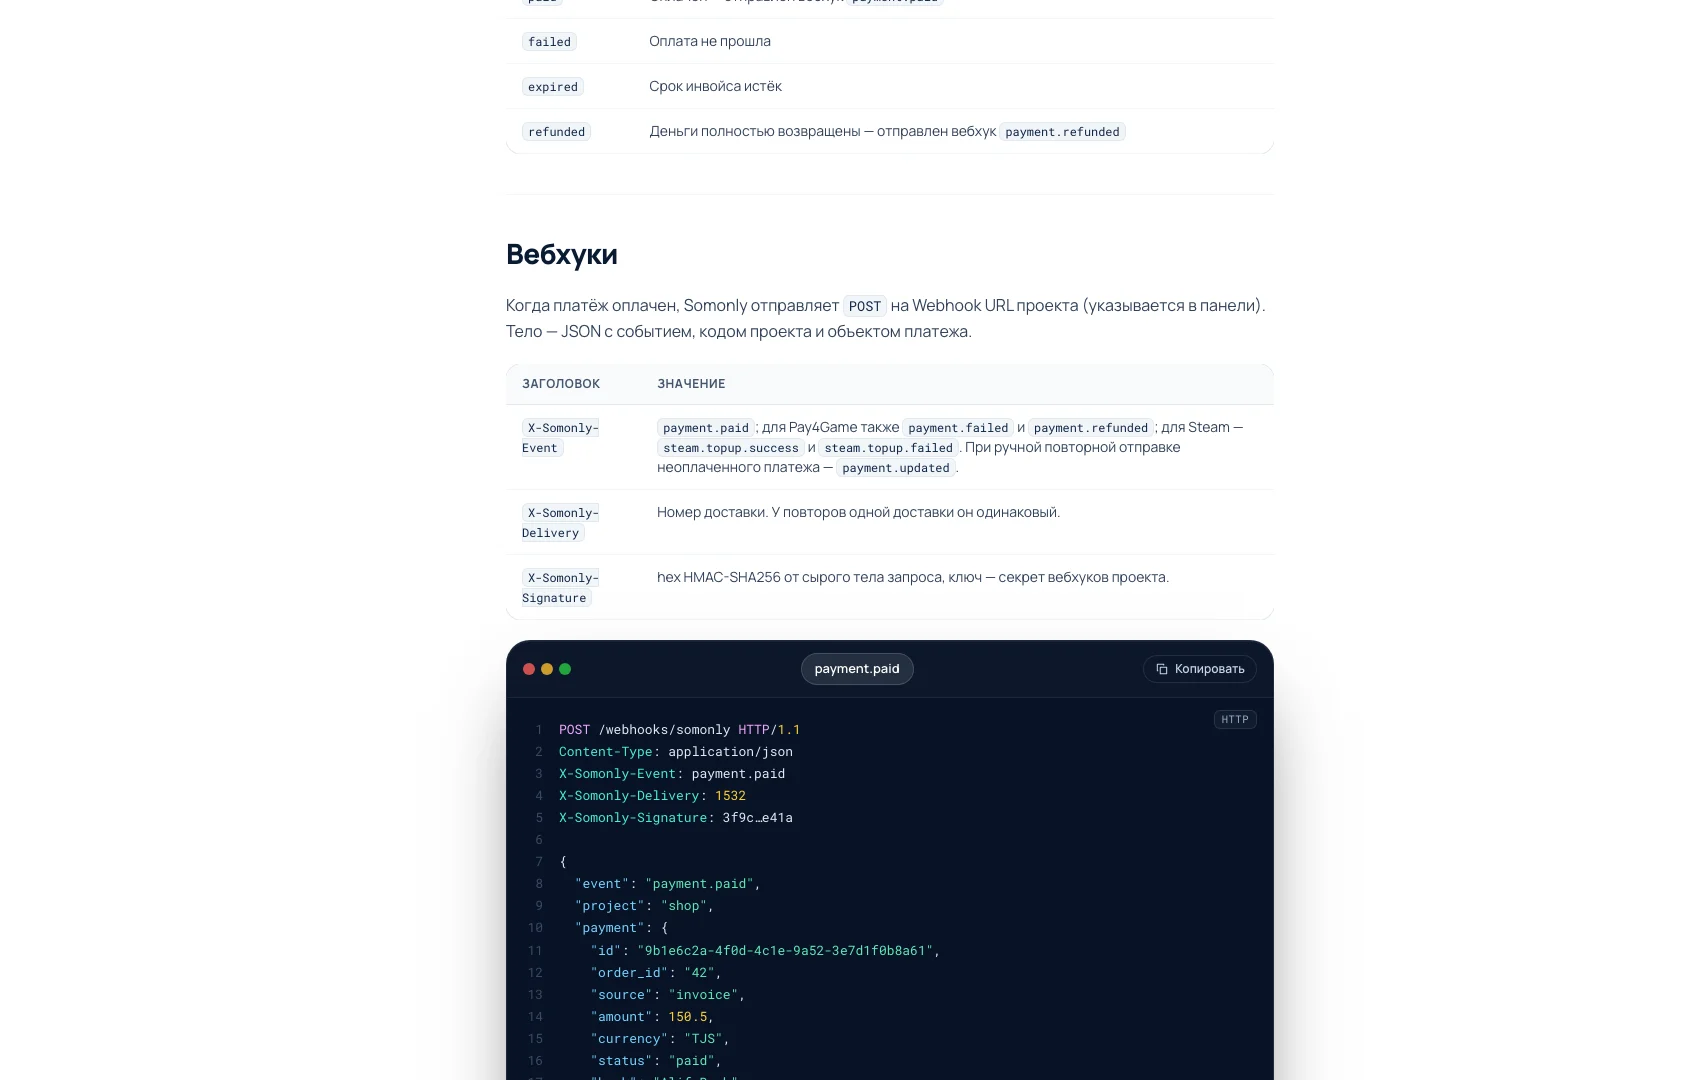 failed Оплата не прошла
expired Срок инвойса истёк
refunded Деньги полностью возвращены — отправлен вебхук payment.refunded
Вебхуки
Когда платёж оплачен, Somonly отправляет POST на Webhook URL проекта (указывается в панели).
Тело — JSON с событием, кодом проекта и объектом платежа.
ЗАГОЛОВОК ЗНАЧЕНИЕ
X-Somonly-
Event
payment.paid; для Pay4Game также payment.failed и payment.refunded; для Steam —
steam.topup.success и steam.topup.failed. При ручной повторной отправке
неоплаченного платежа — payment.updated.
X-Somonly-
Delivery
Номер доставки. У повторов одной доставки он одинаковый.
X-Somonly-
Signature
hex HMAC-SHA256 от сырого тела запроса, ключ — секрет вебхуков проекта.
payment.paid
Копировать
HTTP
1 POST /webhooks/somonly HTTP/1.1
2 Content-Type: application/json
3 X-Somonly-Event: payment.paid
4 X-Somonly-Delivery: 1532
5 X-Somonly-Signature: 3f9c…e41a
6
7 {
8 "event": "payment.paid",
9 "project": "shop",
10 "payment": {
11 "id": "9b1e6c2a-4f0d-4c1e-9a52-3e7d1f0b8a61",
12 "order_id": "42",
13 "source": "invoice",
14 "amount": 150.5,
15 "currency": "TJS",
16 "status": "paid",